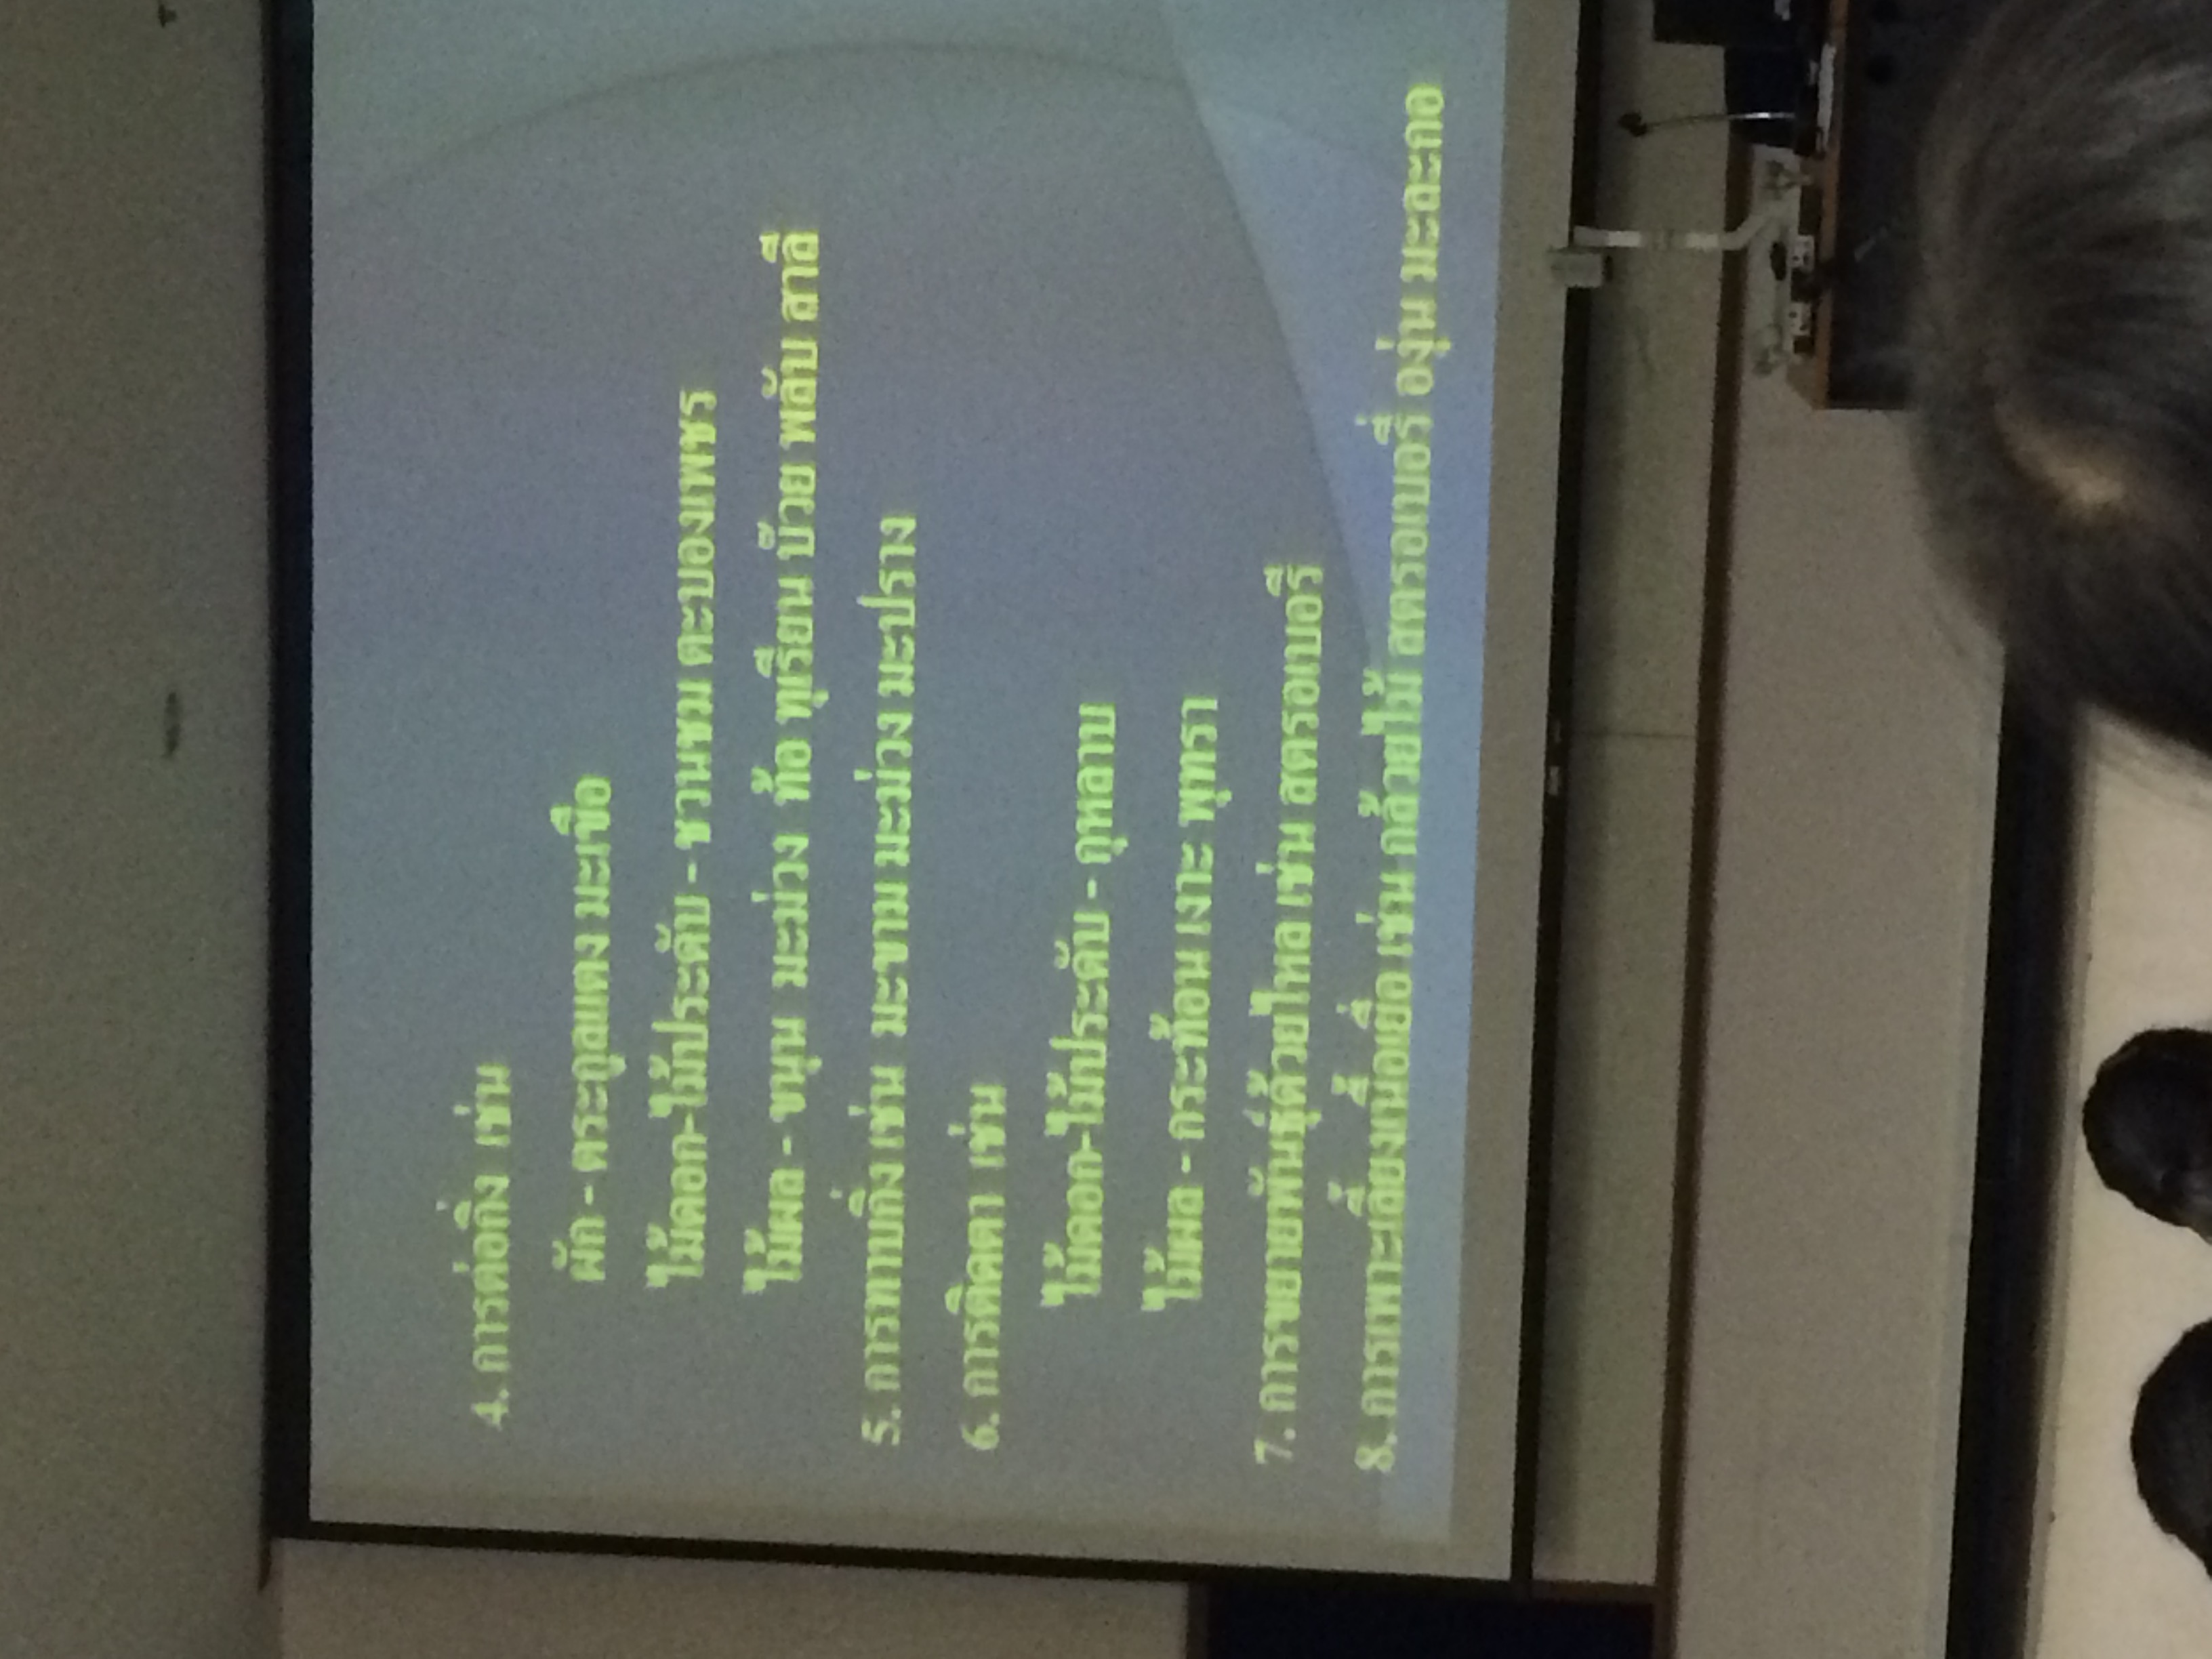 4. การต่อกิ่ง เช่น
ผัก - ตระกูลแตง มะเขือ
ไม้ดอก-ไม้ประดับ - ชวนชม ตะบองเพชร
ไม้ผล - ขนุน มะม่วง ท้อ ทุเรียน บ๊วย พลับ สาลี
5. การทาบกิ่ง เช่น มะขาม มะม่วง มะปราง
6. การติดตา เช่น
ไม้ดอก-ไม้ประดับ - กุหลาบ
ไม้ผล - กระท้อน เงาะ พุทรา
7. การขยายพันธุ์ด้วยไหล เช่น สตรอเบอรี
8. การเพาะเลี้ยงเนื้อเยื่อ เช่น กล้วยไม้ สตรอเบอรี่ องุ่น มะละกอ